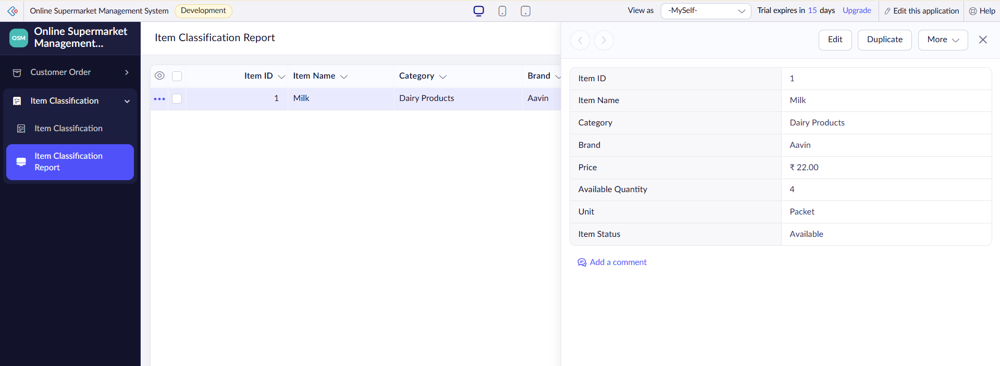 Online Supermarket Management System Development View as -MySelf- Trial expires in 15 days Upgrade Edit this application Help
OSM Online Supermarket
Management...
Customer Order
Item Classification
Item Classification
Item Classification
Report
Item Classification Report
Item ID Item Name Category Brand
1 Milk Dairy Products Aavin
Edit Duplicate More
Item ID 1
Item Name Milk
Category Dairy Products
Brand Aavin
Price ₹ 22.00
Available Quantity 4
Unit Packet
Item Status Available
Add a comment